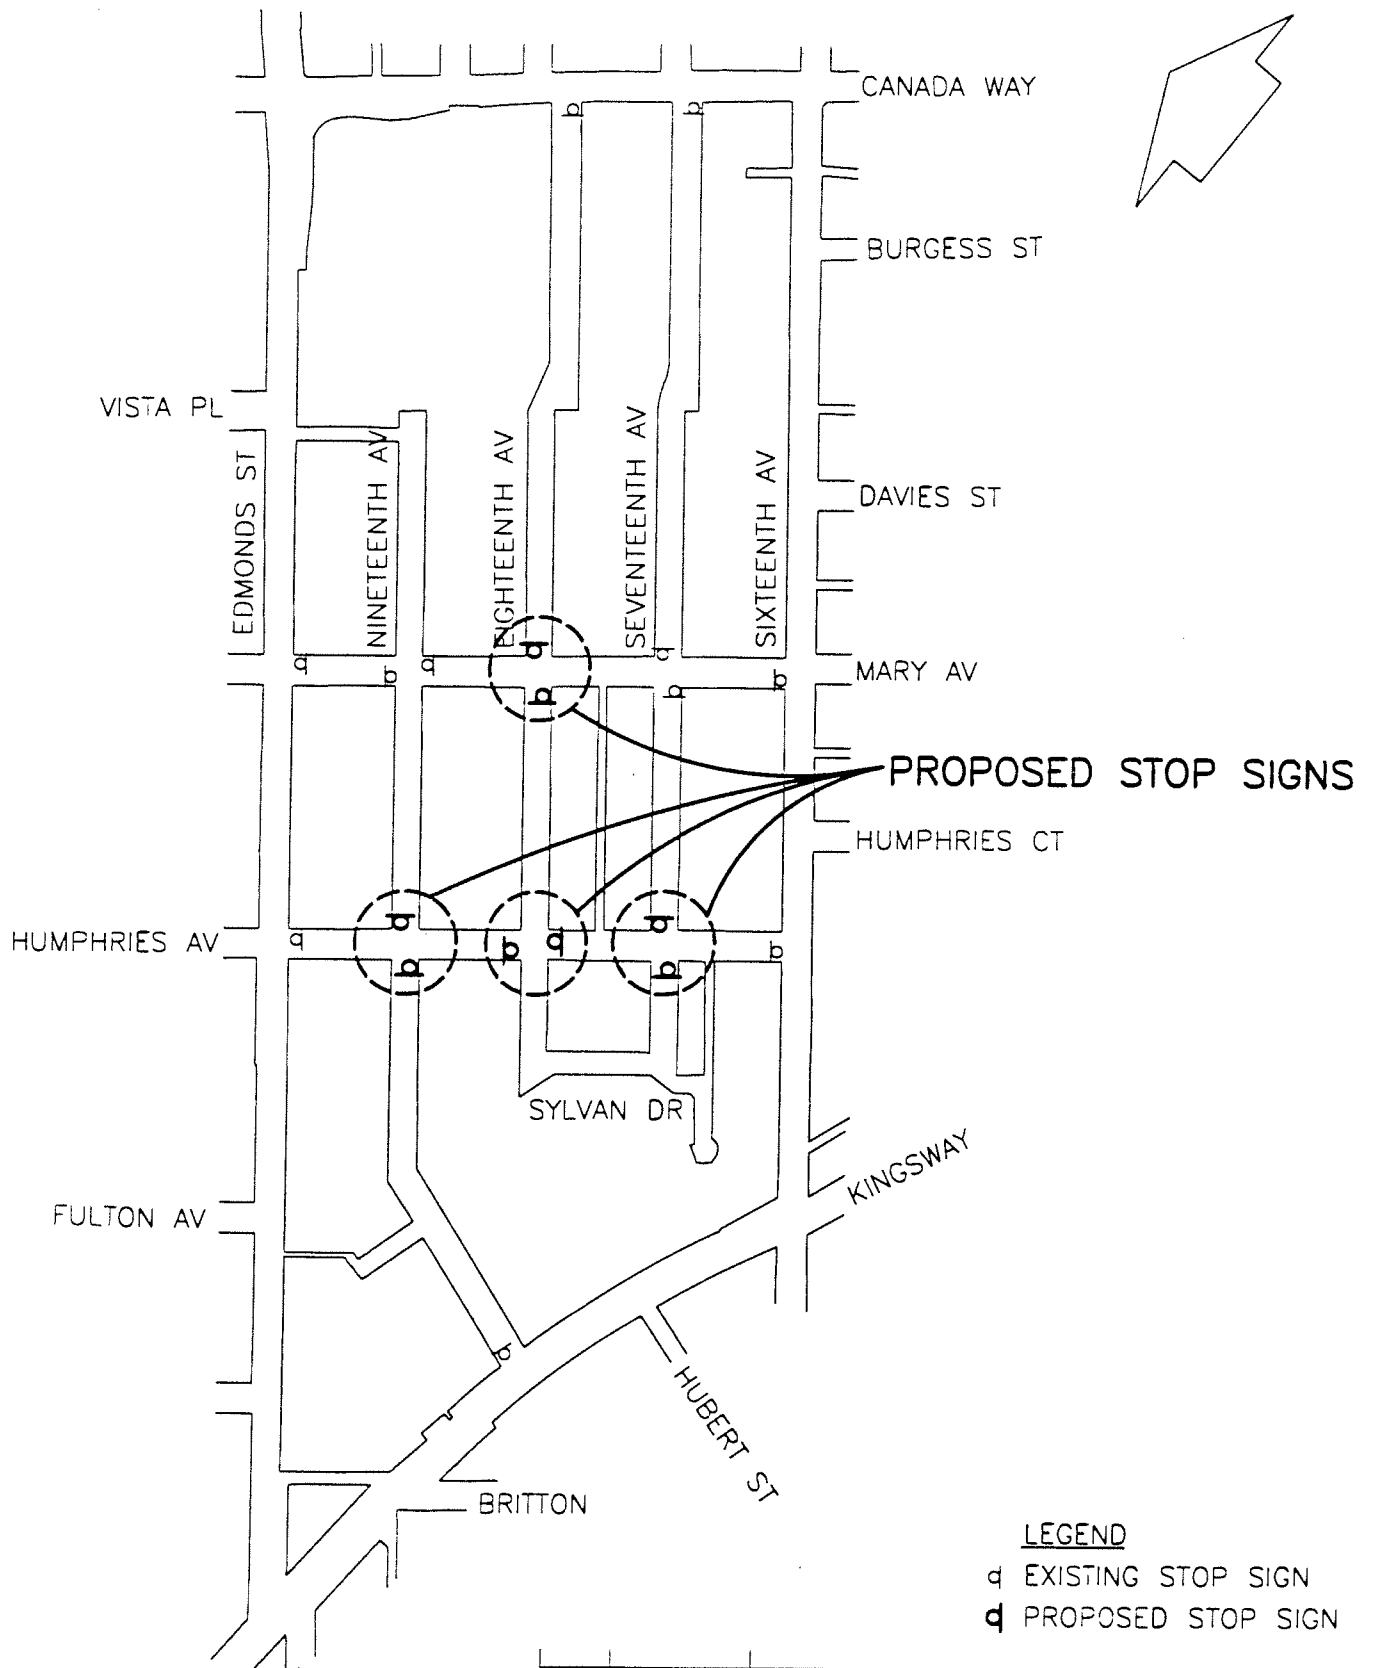 CANADA WAY
BURGESS ST
VISTA PL
EDMONDS ST
NINETEENTH AV
EIGHTEENTH AV
SEVENTEENTH AV
SIXTEENTH AV
DAVIES ST
MARY AV
PROPOSED STOP SIGNS
HUMPHRIES CT
HUMPHRIES AV
SYLVAN DR
KINGSWAY
FULTON AV
HUBERT ST
BRITTON
LEGEND
EXISTING STOP SIGN
PROPOSED STOP SIGN